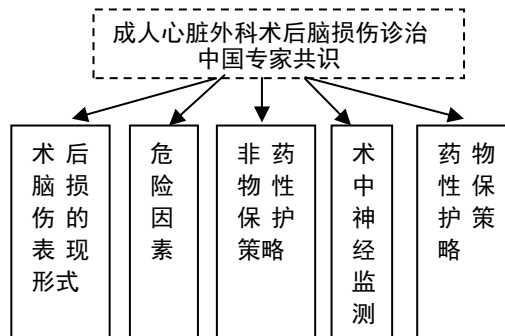 成人心脏外科术后脑损伤诊治
中国专家共识
术 后
脑 损
伤 的
表 现
形式
危
险
因
素
非 药
物 性
保 护
策略
术
中
神
经
监
测
药 物
性 保
护 策
略